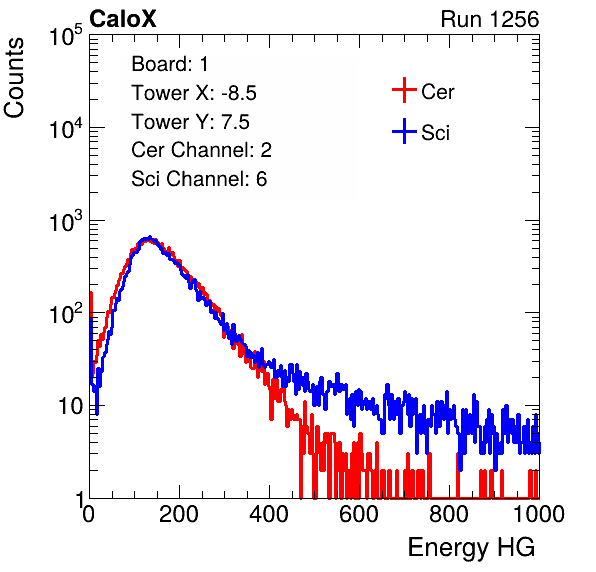 CaloX Run 1256
Counts
10^5
10^4
10^3
10^2
10
1
Board: 1
Tower X: -8.5
Tower Y: 7.5
Cer Channel: 2
Sci Channel: 6
Cer
Sci
0 200 400 600 800 1000
Energy HG